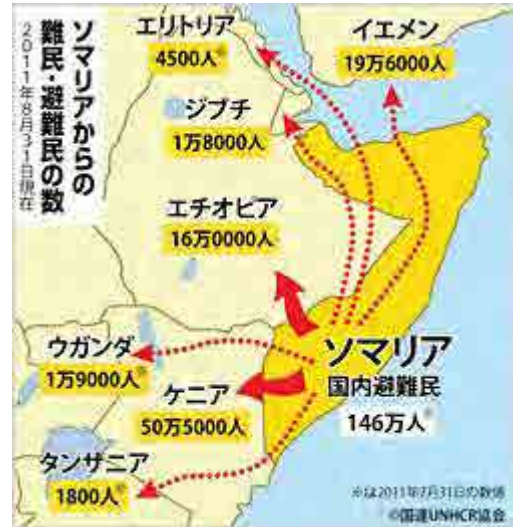 ソマリアからの
難民・避難民の数
2011年8月31日現在
エリトリア
4500人※
イエメン
19万6000人
ジブチ
1万8000人
エチオピア
16万0000人
ウガンダ
1万9000人※
ケニア
50万5000人
タンザニア
1800人※
ソマリア
国内避難民
146万人※
※は2011年7月31日の数値
©国連UNHCR協会